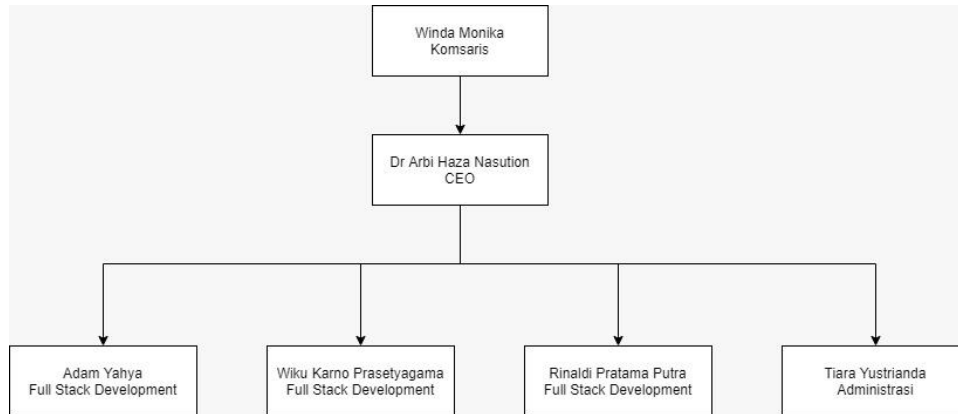 Winda Monika
Komsaris
Dr Arbi Haza Nasution
CEO
Adam Yahya
Full Stack Development
Wiku Karno Prasetyagama
Full Stack Development
Rinaldi Pratama Putra
Full Stack Development
Tiara Yustrianda
Administrasi